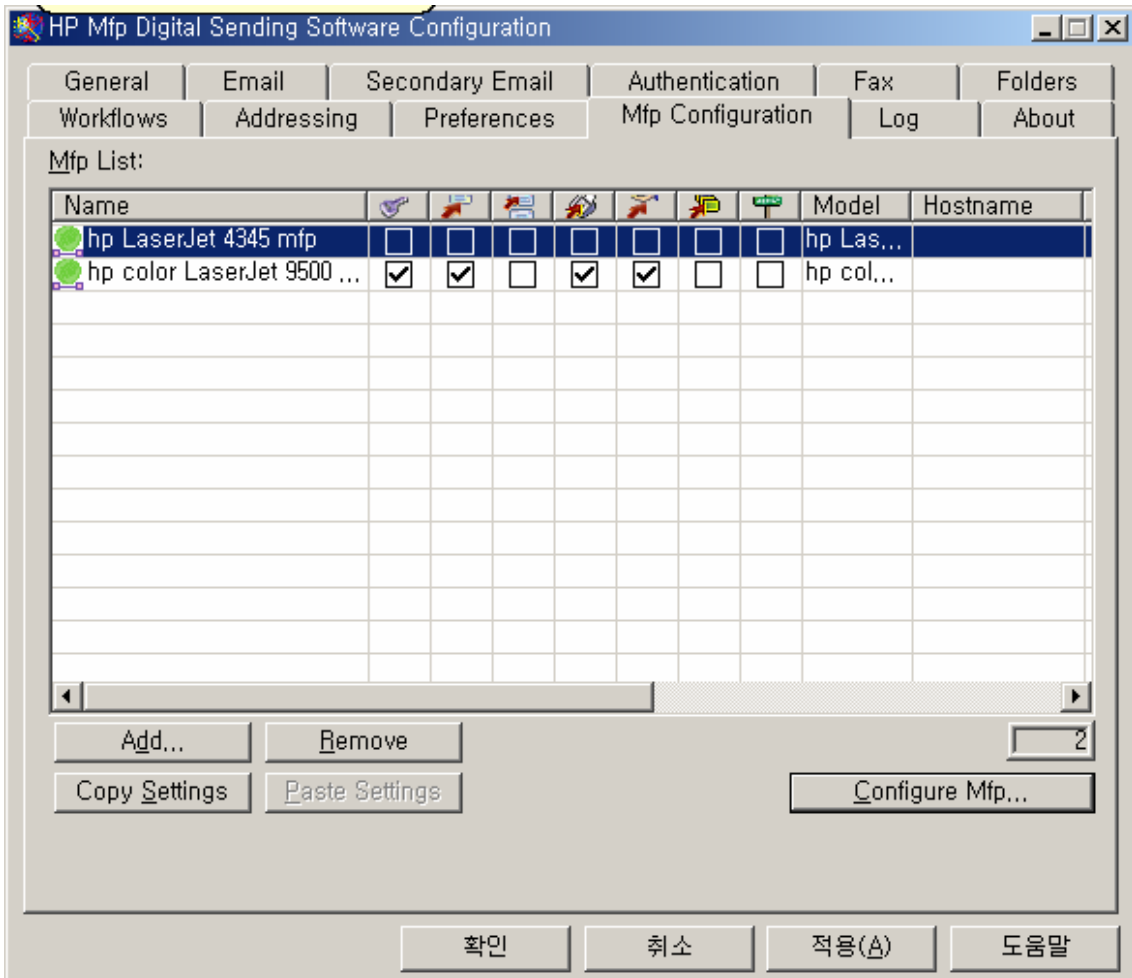 HP Mfp Digital Sending Software Configuration
General Email Secondary Email Authentication Fax Folders
Workflows Addressing Preferences Mfp Configuration Log About
Mfp List:
Name Model Hostname
hp LaserJet 4345 mfp hp Las...
hp color LaserJet 9500 ... hp col...
Add... Remove 2
Copy Settings Paste Settings Configure Mfp...
확인 취소 적용(A) 도움말